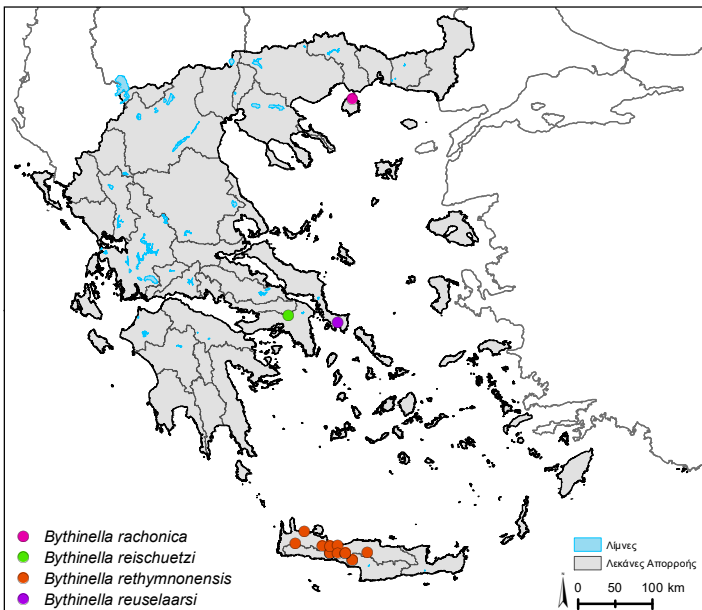 Bythinella rachonica
Bythinella reischuetzi
Bythinella rethymnonensis
Bythinella reuselaarsi
Λίμνες
Λεκάνες Απορροής
0 50 100 km